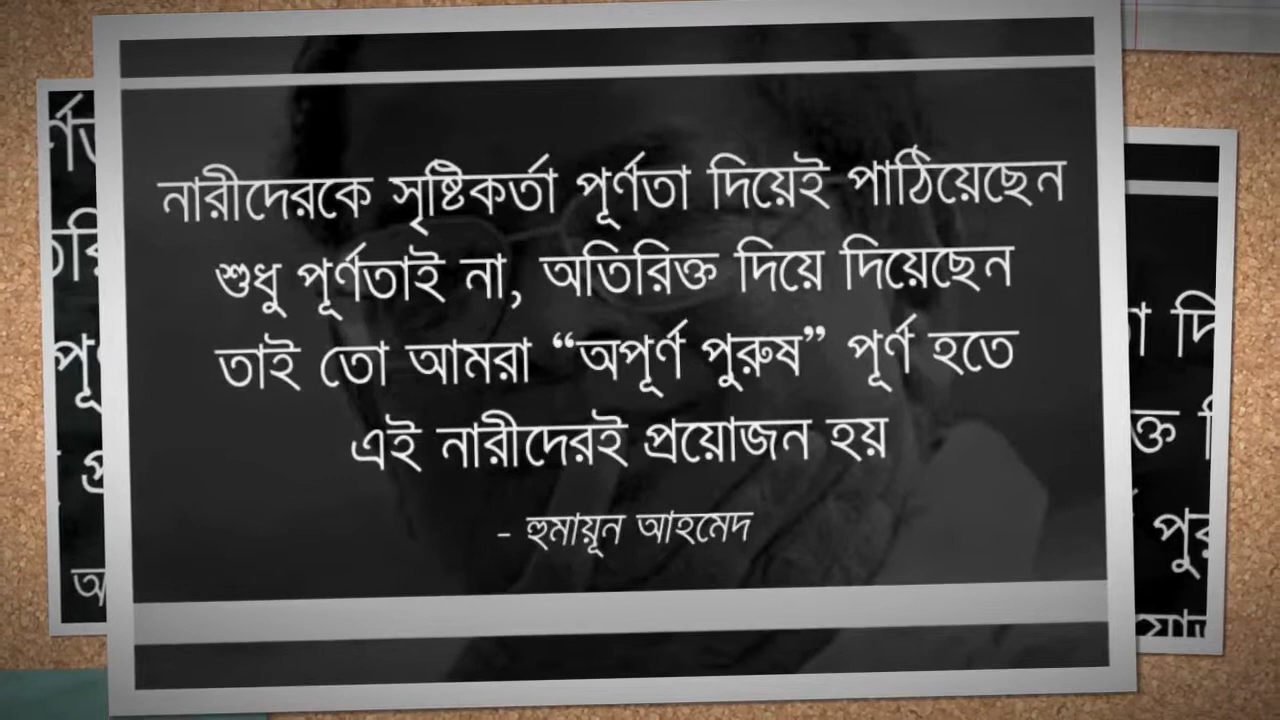 নারীদেরকে সৃষ্টিকর্তা পূর্ণতা দিয়েই পাঠিয়েছেন
শুধু পূর্ণতাই না, অতিরিক্ত দিয়ে দিয়েছেন
তাই তো আমরা “অপূর্ণ পুরুষ” পূর্ণ হতে
এই নারীদেরই প্রয়োজন হয়
- হুমায়ূন আহমেদ